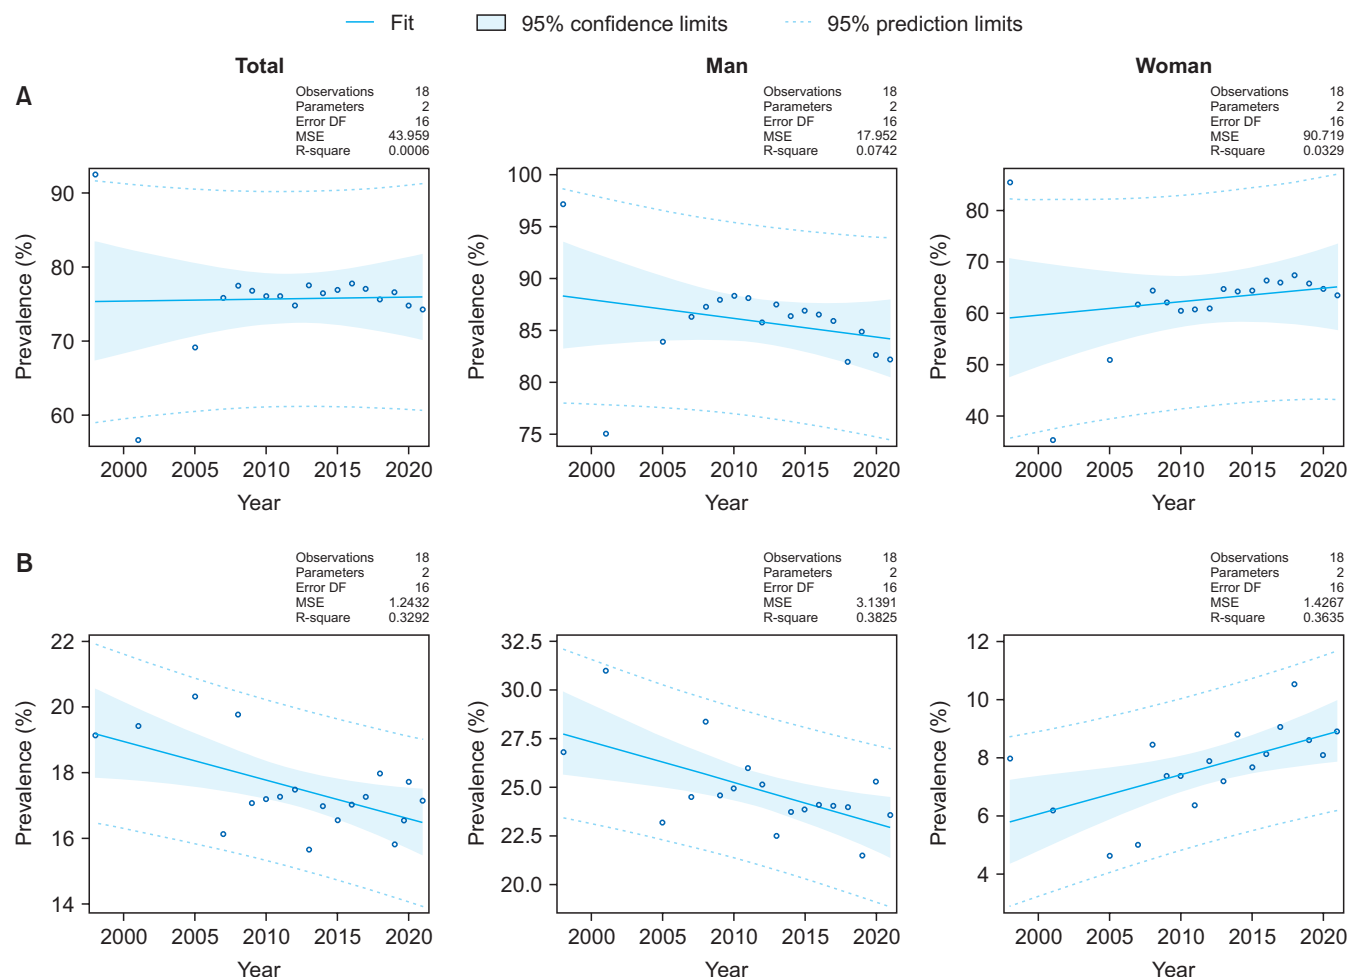 Fit 95% confidence limits 95% prediction limits
Total Man Woman
A
Observations 18
Parameters 2
Error DF 16
MSE 43.959
R-square 0.0006
Observations 18
Parameters 2
Error DF 16
MSE 17.952
R-square 0.0742
Observations 18
Parameters 2
Error DF 16
MSE 90.719
R-square 0.0329
Prevalence (%)
90
80
70
60
2000 2005 2010 2015 2020
Year
Prevalence (%)
100
95
90
85
80
75
2000 2005 2010 2015 2020
Year
Prevalence (%)
80
70
60
50
40
2000 2005 2010 2015 2020
Year
B
Observations 18
Parameters 2
Error DF 16
MSE 1.2432
R-square 0.3292
Observations 18
Parameters 2
Error DF 16
MSE 3.1391
R-square 0.3825
Observations 18
Parameters 2
Error DF 16
MSE 1.4267
R-square 0.3635
Prevalence (%)
22
20
18
16
14
2000 2005 2010 2015 2020
Year
Prevalence (%)
32.5
30.0
27.5
25.0
22.5
20.0
2000 2005 2010 2015 2020
Year
Prevalence (%)
12
10
8
6
4
2000 2005 2010 2015 2020
Year